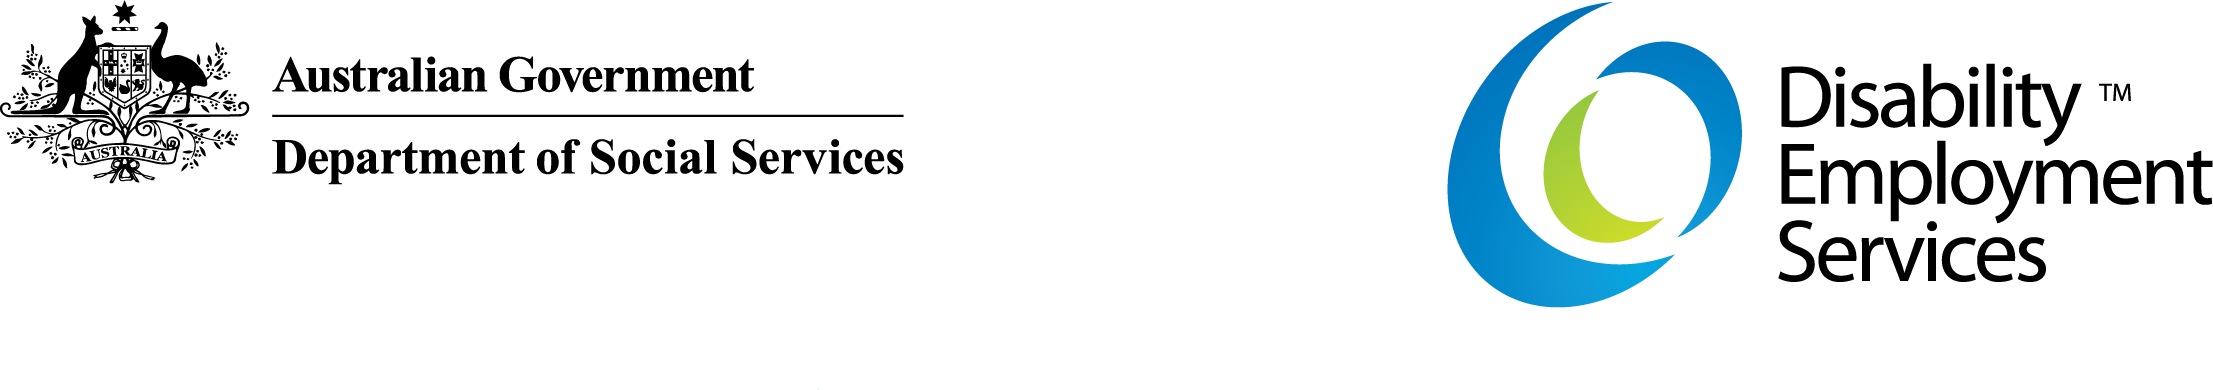 Australian Government
Department of Social Services
AUSTRALIA
Disability ™
Employment
Services